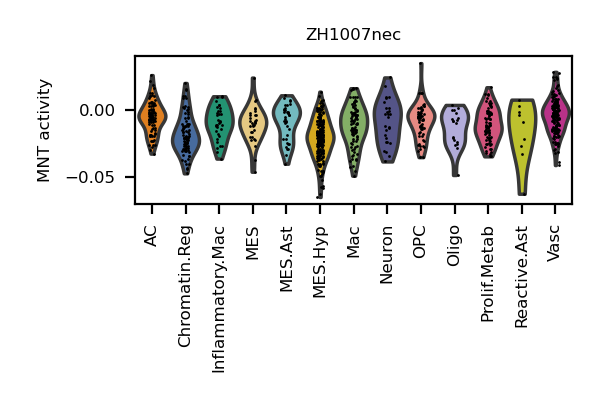 ZH1007nec
MNT activity
0.00
−0.05
AC
Chromatin.Reg
Inflammatory.Mac
MES
MES.Ast
MES.Hyp
Mac
Neuron
OPC
Oligo
Prolif.Metab
Reactive.Ast
Vasc